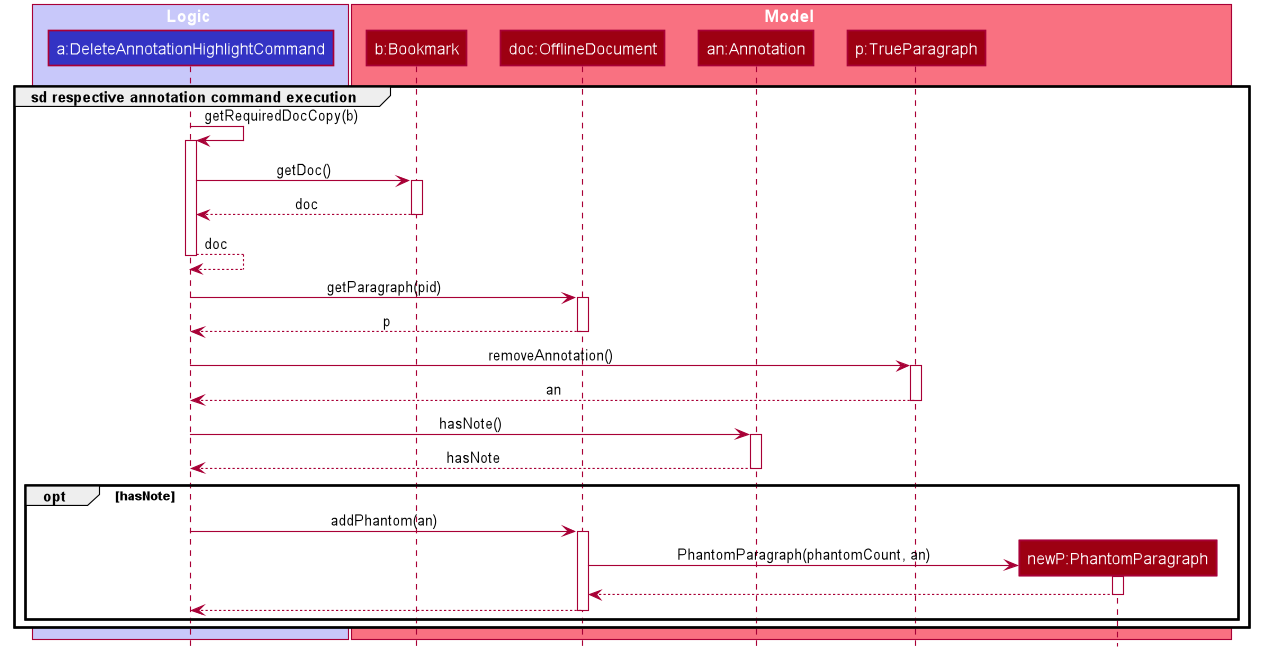 Logic
Model
a:DeleteAnnotationHighlightCommand
b:Bookmark
doc:OfflineDocument
an:Annotation
p:TrueParagraph
sd respective annotation command execution
getRequiredDocCopy(b)
getDoc()
doc
doc
getParagraph(pid)
p
removeAnnotation()
an
hasNote()
hasNote
opt
[hasNote]
addPhantom(an)
PhantomParagraph(phantomCount, an)
newP:PhantomParagraph